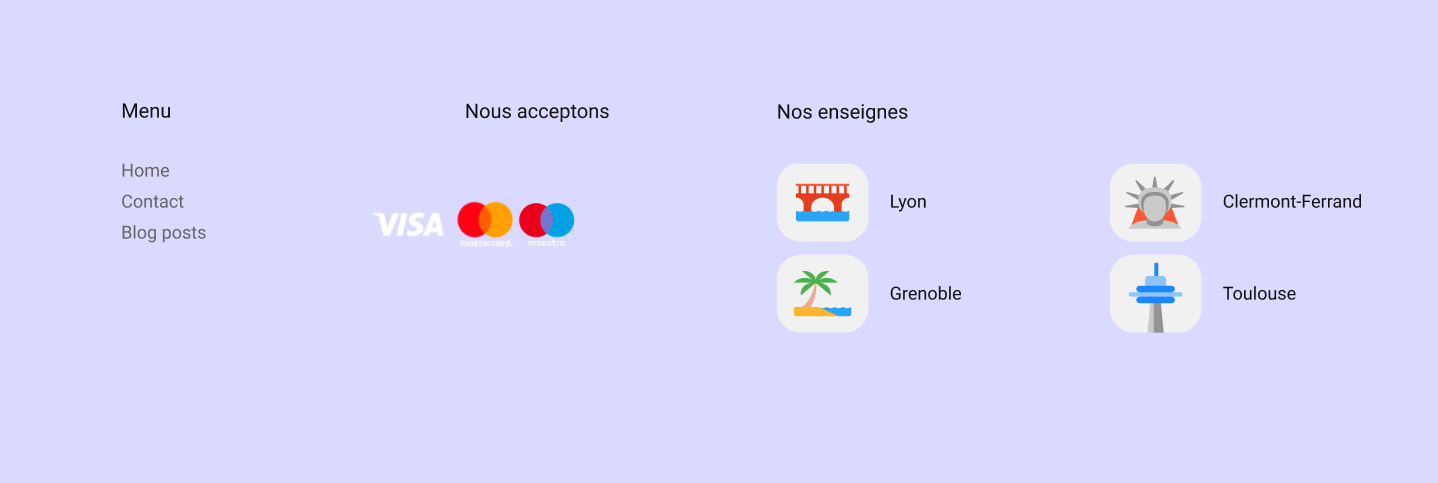 Menu
Home
Contact
Blog posts
Nous acceptons
VISA
mastercard
maestro
Nos enseignes
Lyon
Clermont-Ferrand
Grenoble
Toulouse